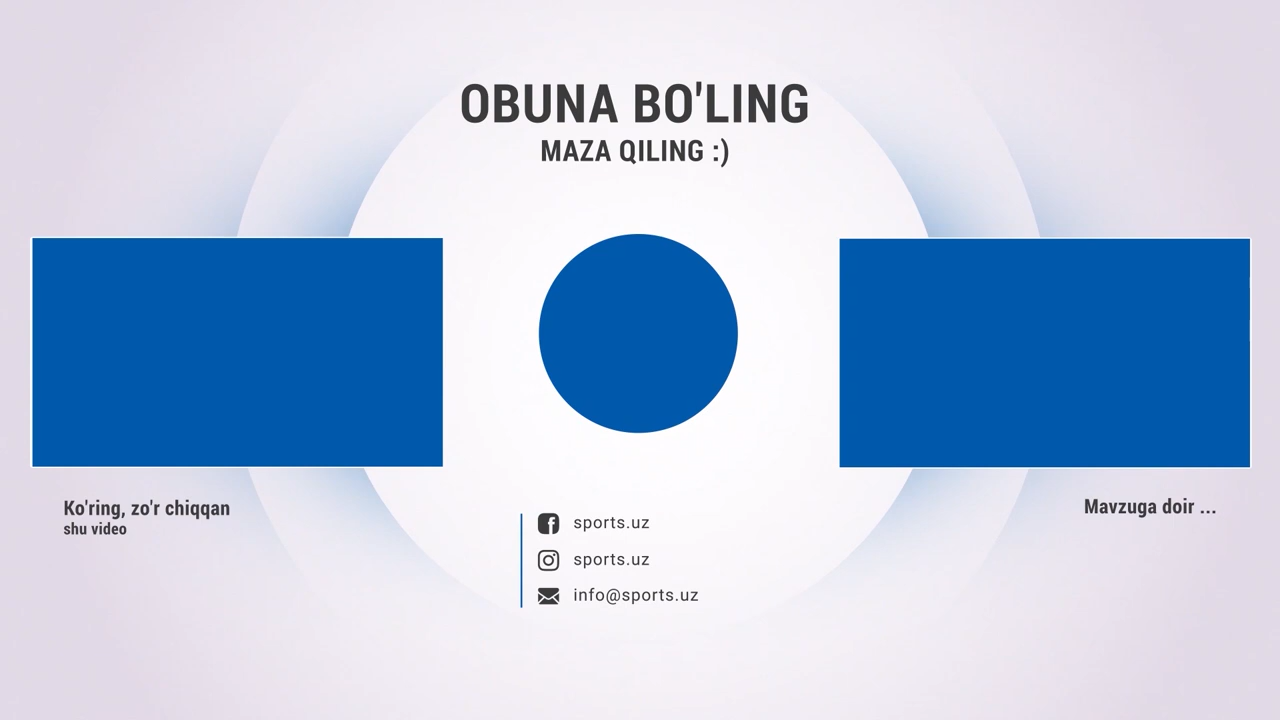 OBUNA BO'LING
MAZA QILING :)
Ko'ring, zo'r chiqqan
shu video
Mavzuga doir ...
sports.uz
sports.uz
info@sports.uz